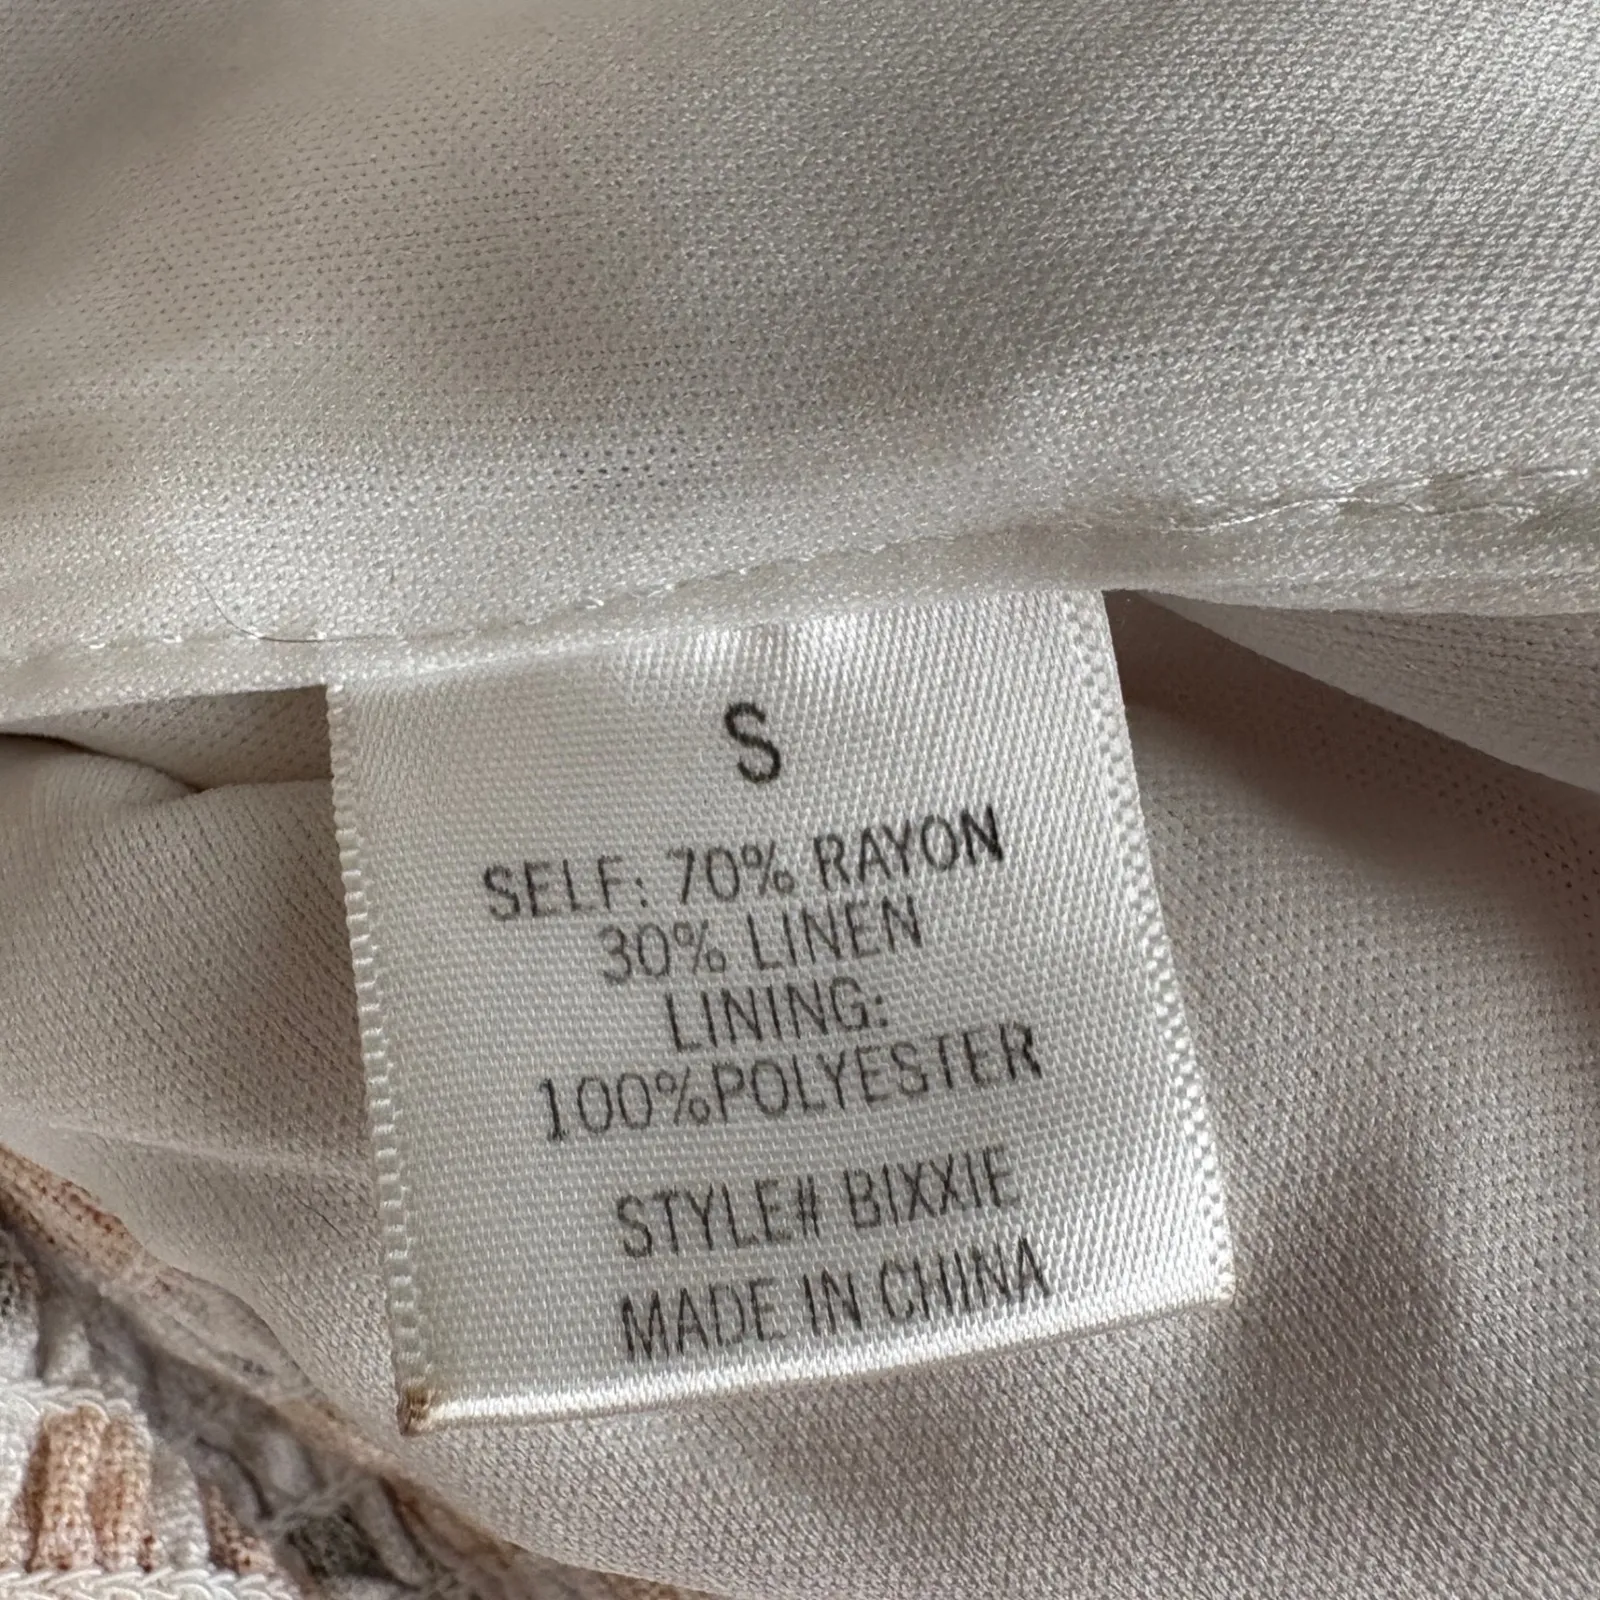 S
SELF: 70% RAYON
30% LINEN
LINING:
100%POLYESTER
STYLE# BIXXIE
MADE IN CHINA